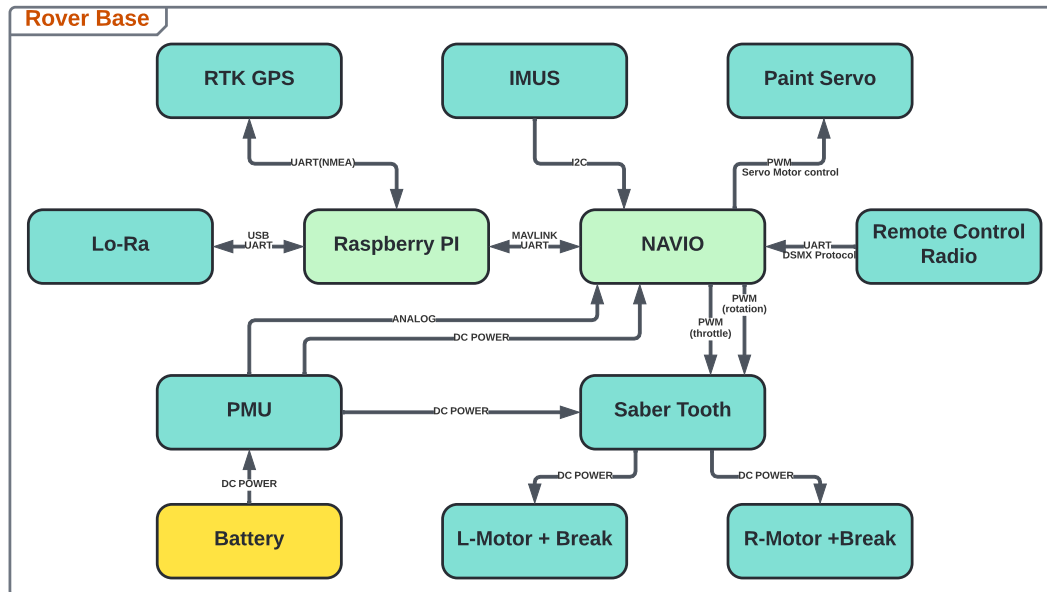 Rover Base
RTK GPS
IMUS
Paint Servo
UART(NMEA)
I2C
PWM
Servo Motor control
Lo-Ra
USB
UART
Raspberry PI
MAVLINK
UART
NAVIO
UART
DSMX Protocol
Remote Control
Radio
ANALOG
DC POWER
PWM
(throttle)
PWM
(rotation)
PMU
DC POWER
Saber Tooth
DC POWER
DC POWER
DC POWER
Battery
L-Motor + Break
R-Motor +Break